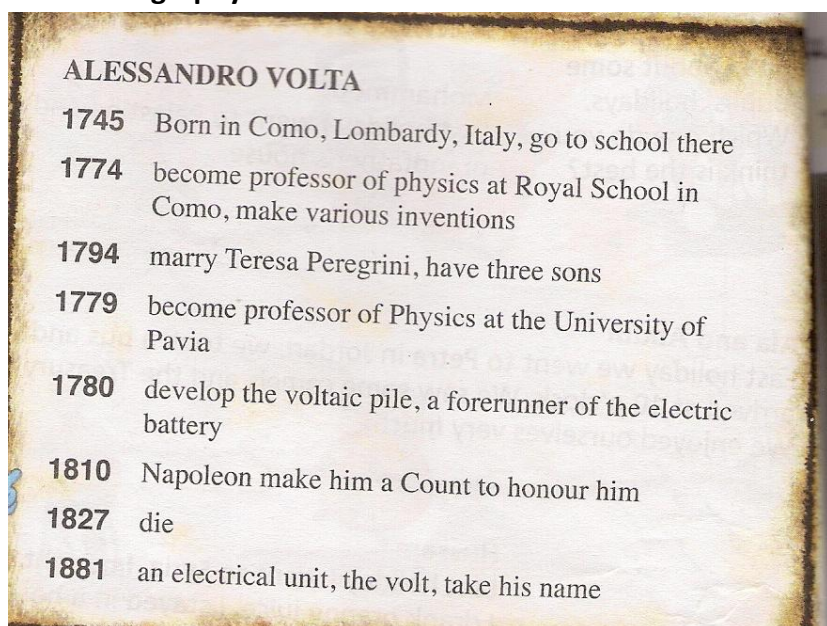 ALESSANDRO VOLTA
1745 Born in Como, Lombardy, Italy, go to school there
1774 become professor of physics at Royal School in
Como, make various inventions
1794 marry Teresa Peregrini, have three sons
1779 become professor of Physics at the University of
Pavia
1780 develop the voltaic pile, a forerunner of the electric
battery
1810 Napoleon make him a Count to honour him
1827 die
1881 an electrical unit, the volt, take his name